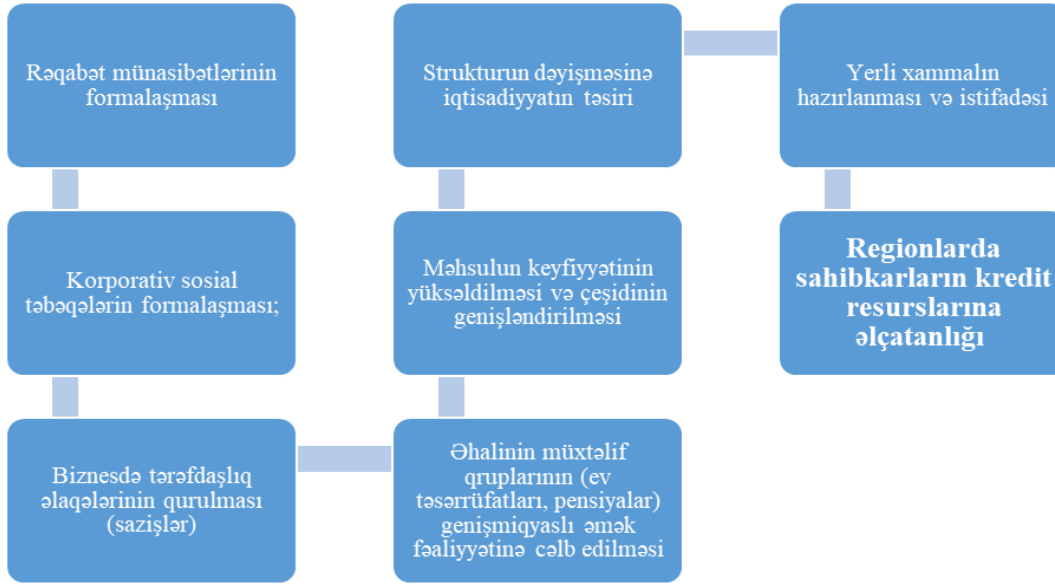 Rəqabət münasibətlərinin
formalaşması
Korporativ sosial
təbəqələrin formalaşması;
Biznesdə tərəfdaşlıq
əlaqələrinin qurulması
(sazişlər)
Əhalinin müxtəlif
qruplarının (ev
təsərrüfatları, pensiyalar)
genişmiqyaslı əmək
fəaliyyətinə cəlb edilməsi
Məhsulun keyfiyyətinin
yüksəldilməsi və çeşidinin
genişləndirilməsi
Strukturun dəyişməsinə
iqtisadiyyatın təsiri
Yerli xammalın
hazırlanması və istifadəsi
Regionlarda
sahibkarların kredit
resurslarına
əlçatanlığı